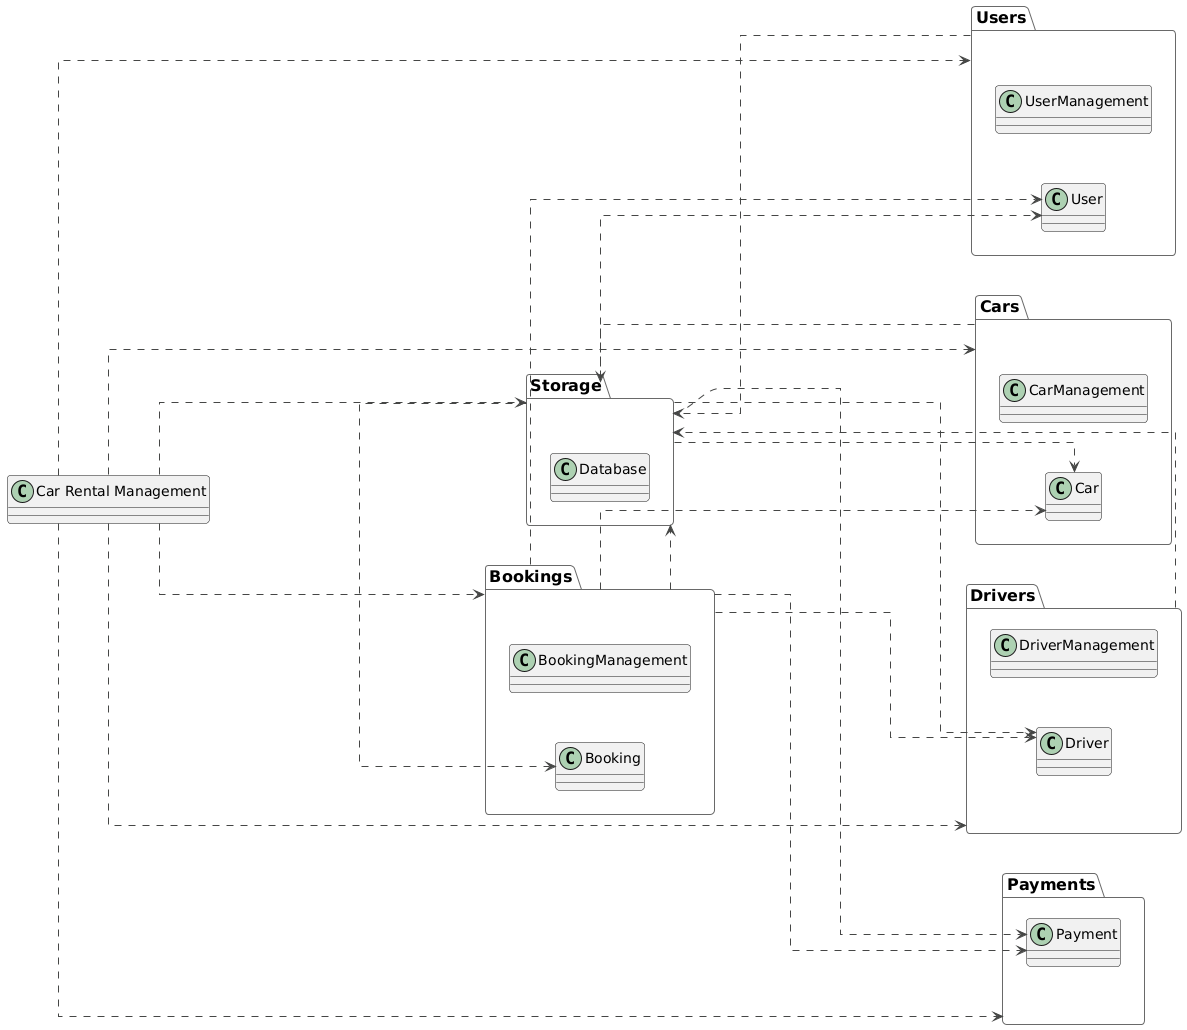 Users
C UserManagement
C User
Cars
C CarManagement
C Car
Storage
C Database
C Car Rental Management
Bookings
C BookingManagement
C Booking
Drivers
C DriverManagement
C Driver
Payments
C Payment